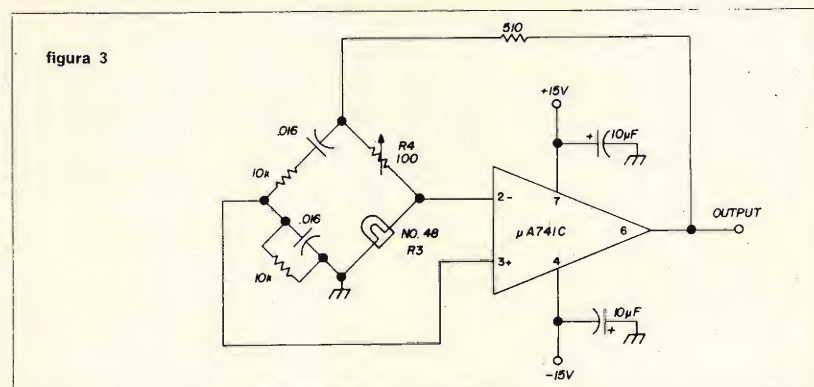 figura 3
510
+15V
10µF
+
.016
R4
100
10K
2-
7
NO. 48
R3
.016
µA741C
6
OUTPUT
10K
3+
4
10µF
+
-15V